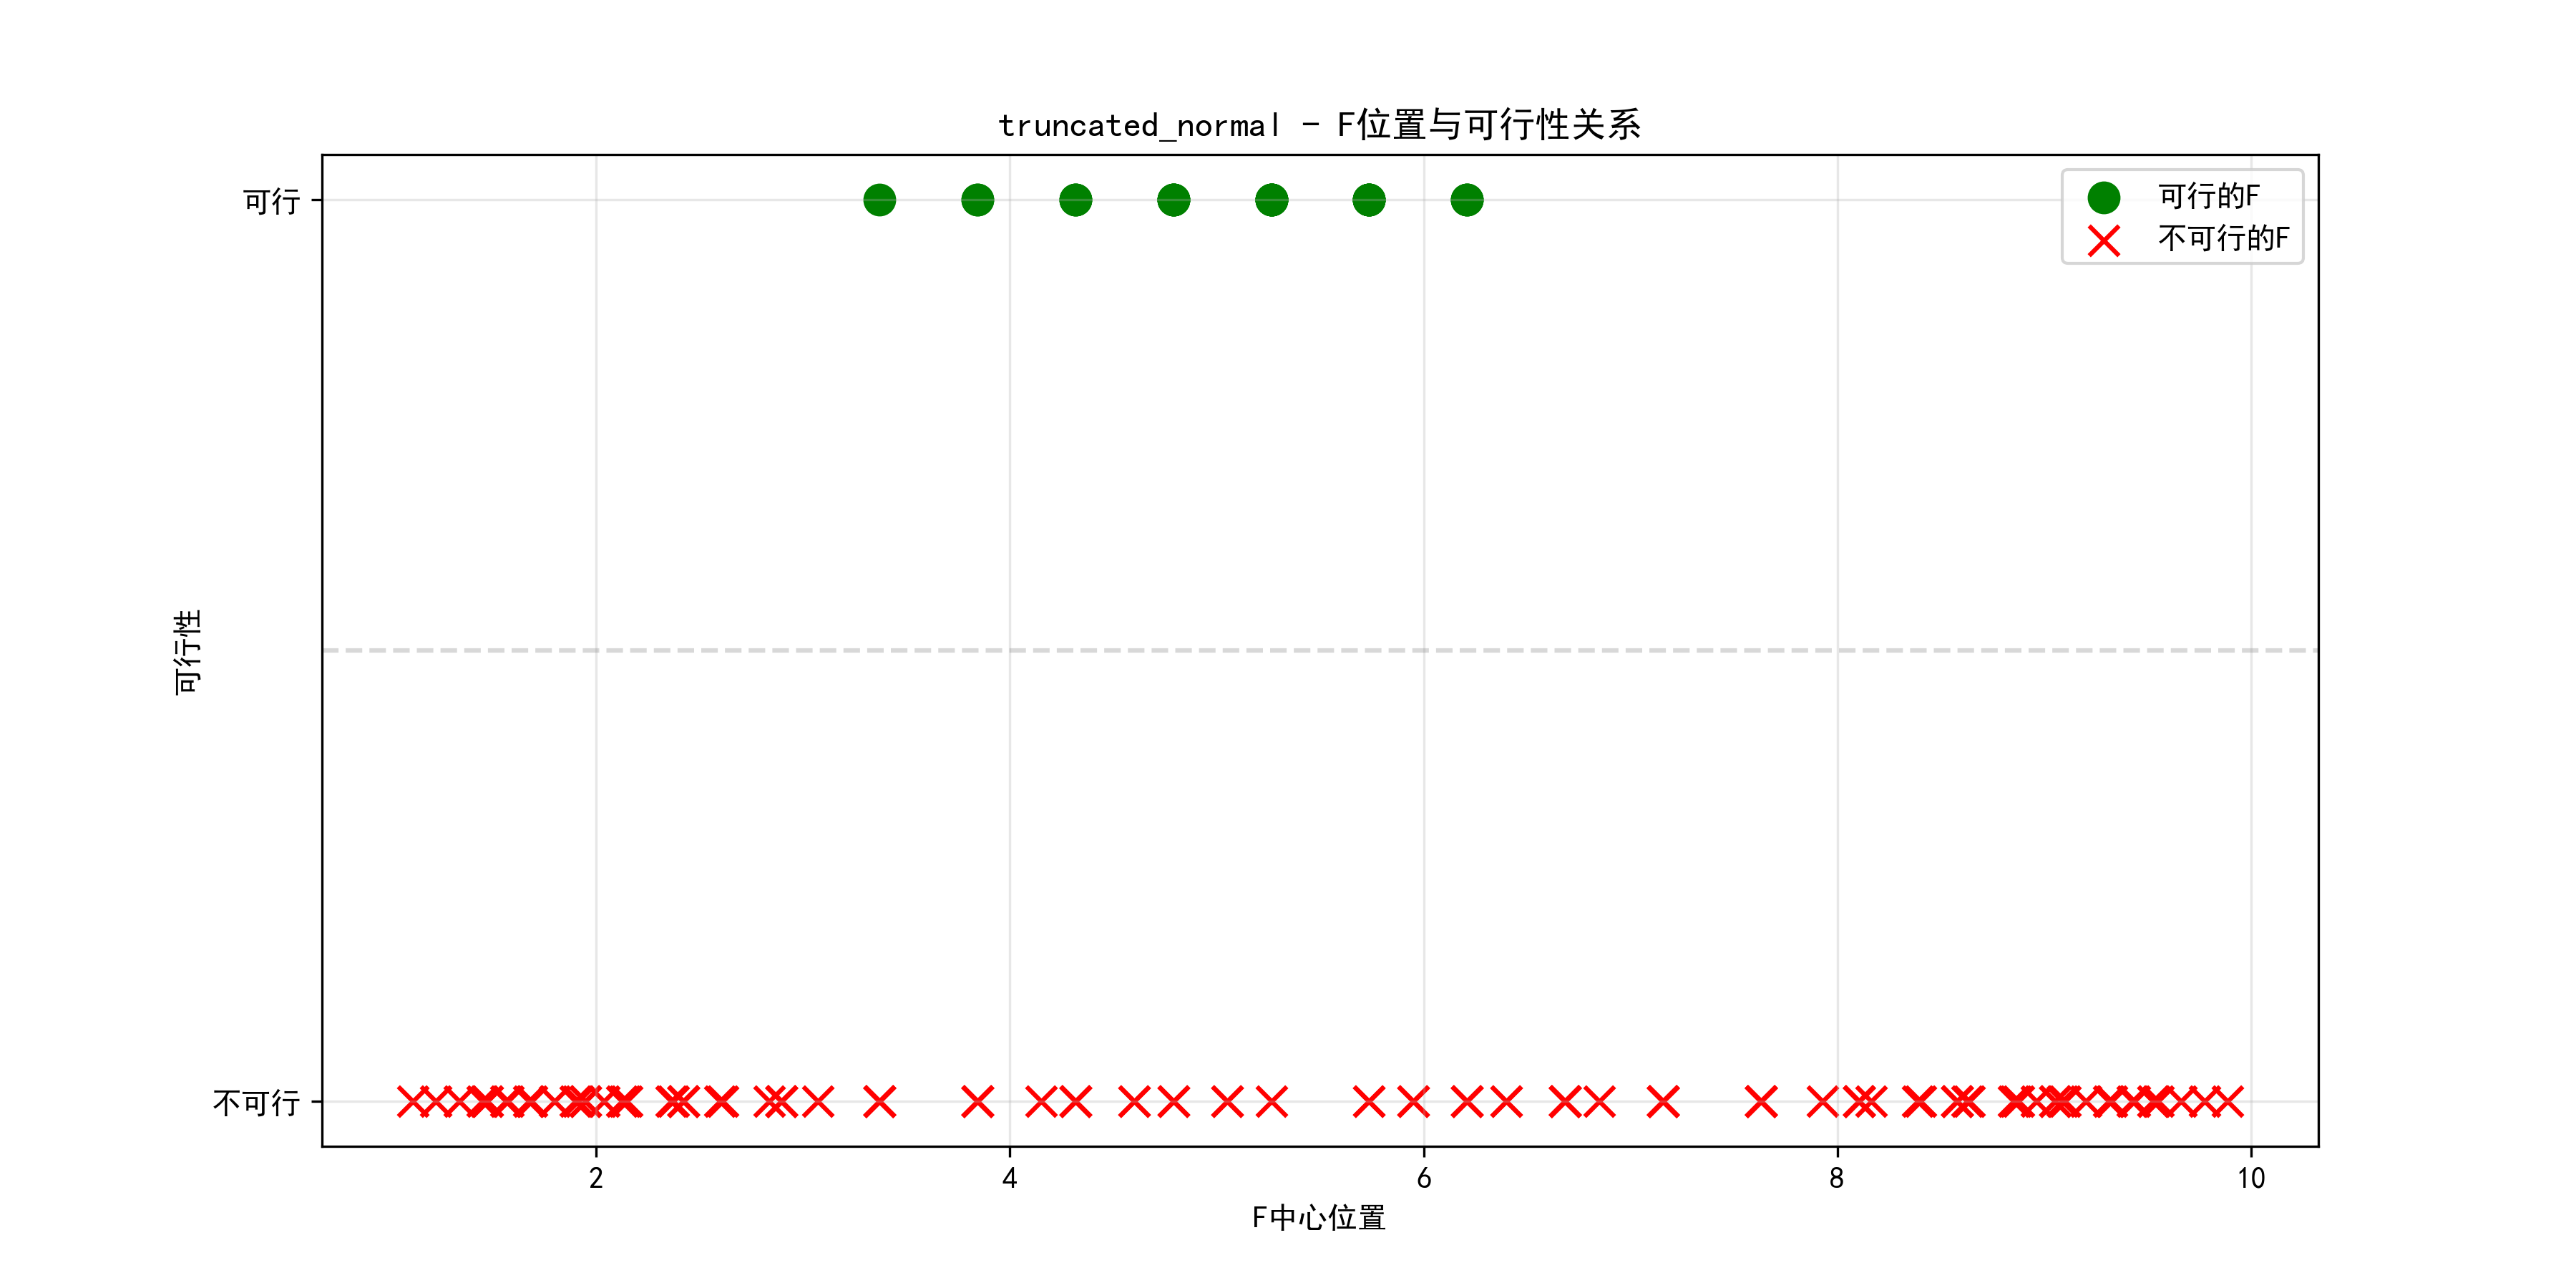 truncated_normal - F位置与可行性关系
可行
可行的F
不可行的F
可行性
不可行
2
4
6
8
10
F中心位置